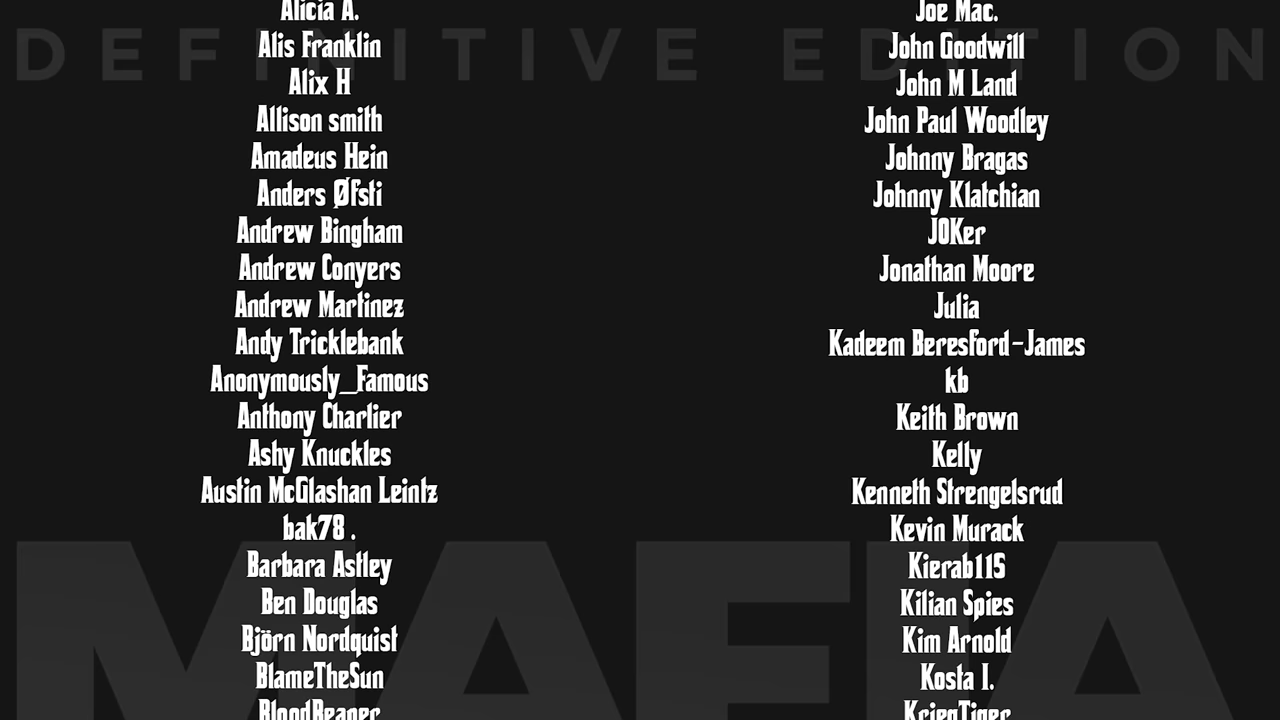 DEFINITIVE EDITION
Alicia A.
Alis Franklin
Alix H
Allison smith
Amadeus Hein
Anders Øfsti
Andrew Bingham
Andrew Conyers
Andrew Martinez
Andy Tricklebank
Anonymously_Famous
Anthony Charlier
Ashy Knuckles
Austin McGlashan Leintz
bak78 .
Barbara Astley
Ben Douglas
Björn Nordquist
BlameTheSun
BloodReaper
Joe Mac.
John Goodwill
John M Land
John Paul Woodley
Johnny Bragas
Johnny Klatchian
JOKer
Jonathan Moore
Julia
Kadeem Beresford-James
kb
Keith Brown
Kelly
Kenneth Strengelsrud
Kevin Murack
Kierab115
Kilian Spies
Kim Arnold
Kosta I.
KriegTiger
MAFIA